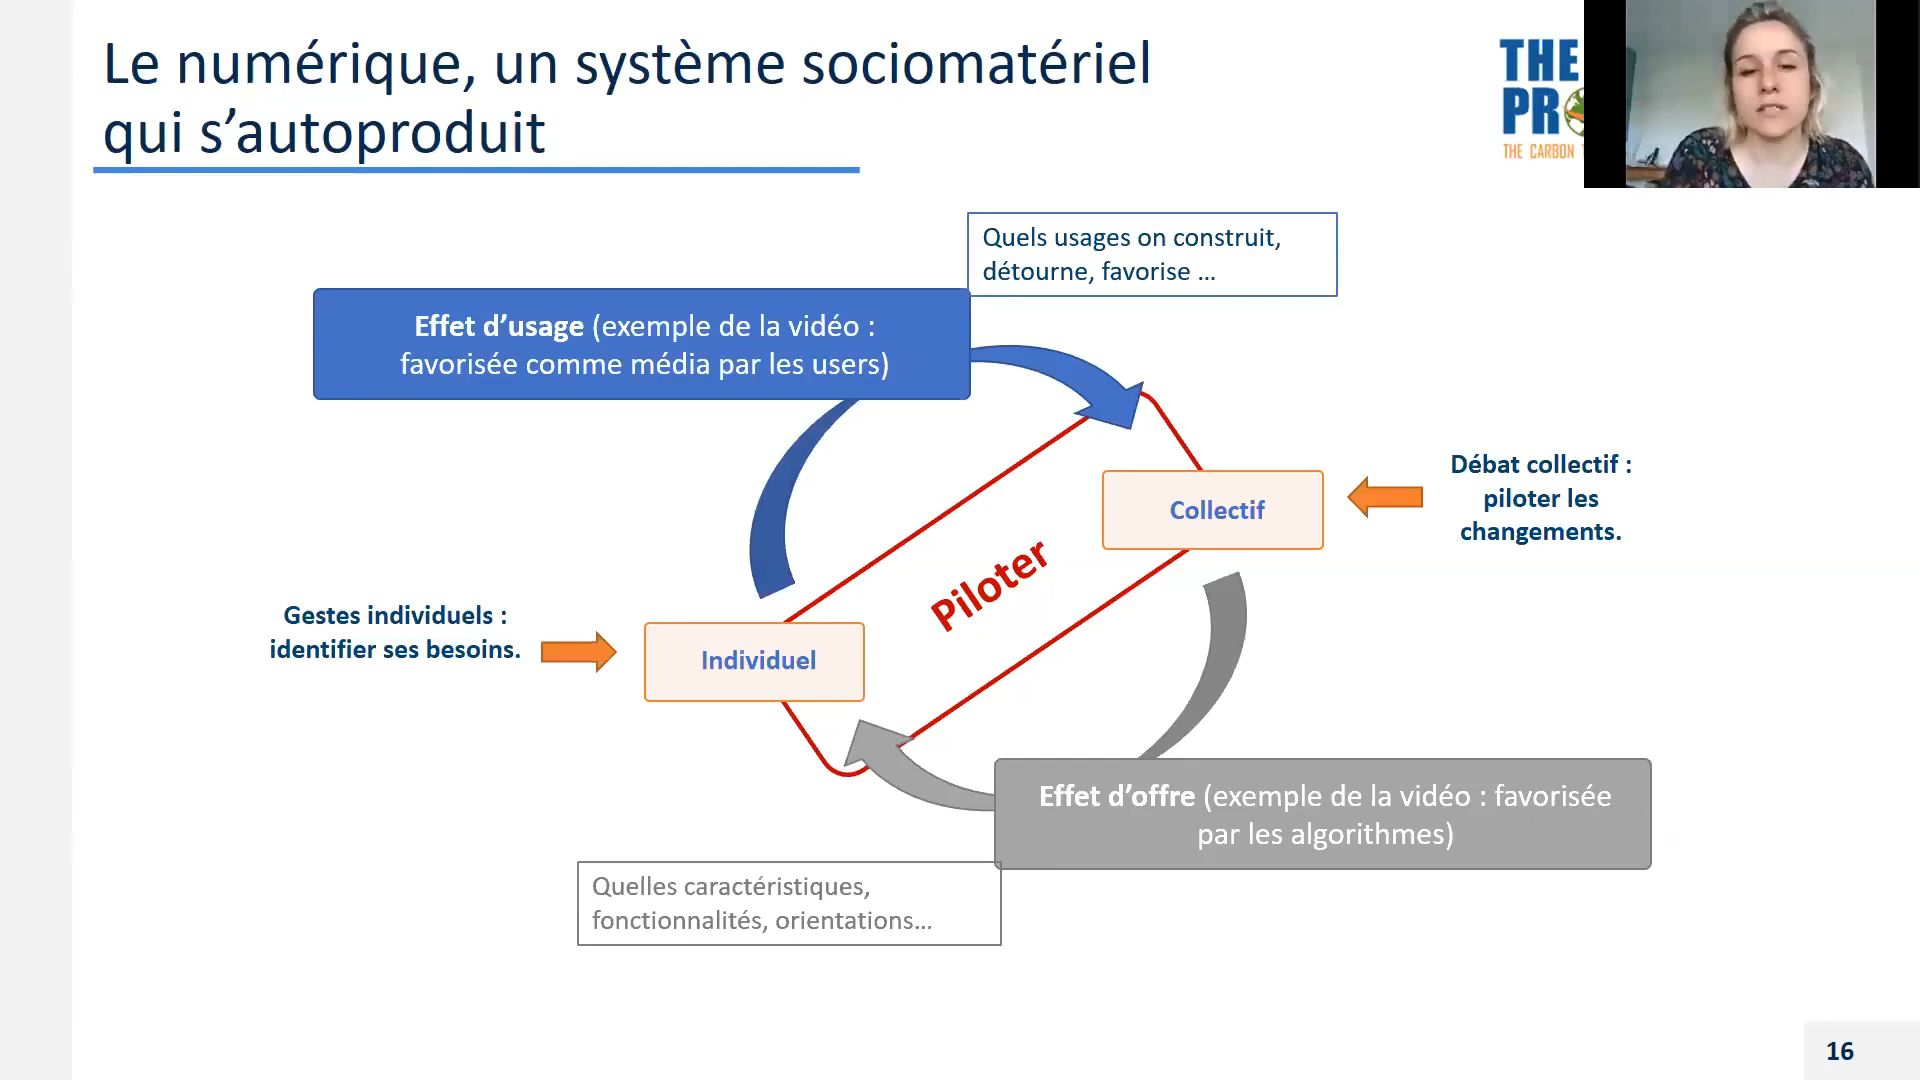 Le numérique, un système sociomatériel
qui s’autoproduit
THE
PR
THE CARBON
Quels usages on construit,
détourne, favorise ...
Effet d’usage (exemple de la vidéo :
favorisée comme média par les users)
Débat collectif :
piloter les
changements.
Collectif
Piloter
Gestes individuels :
identifier ses besoins.
Individuel
Effet d’offre (exemple de la vidéo : favorisée
par les algorithmes)
Quelles caractéristiques,
fonctionnalités, orientations...
16